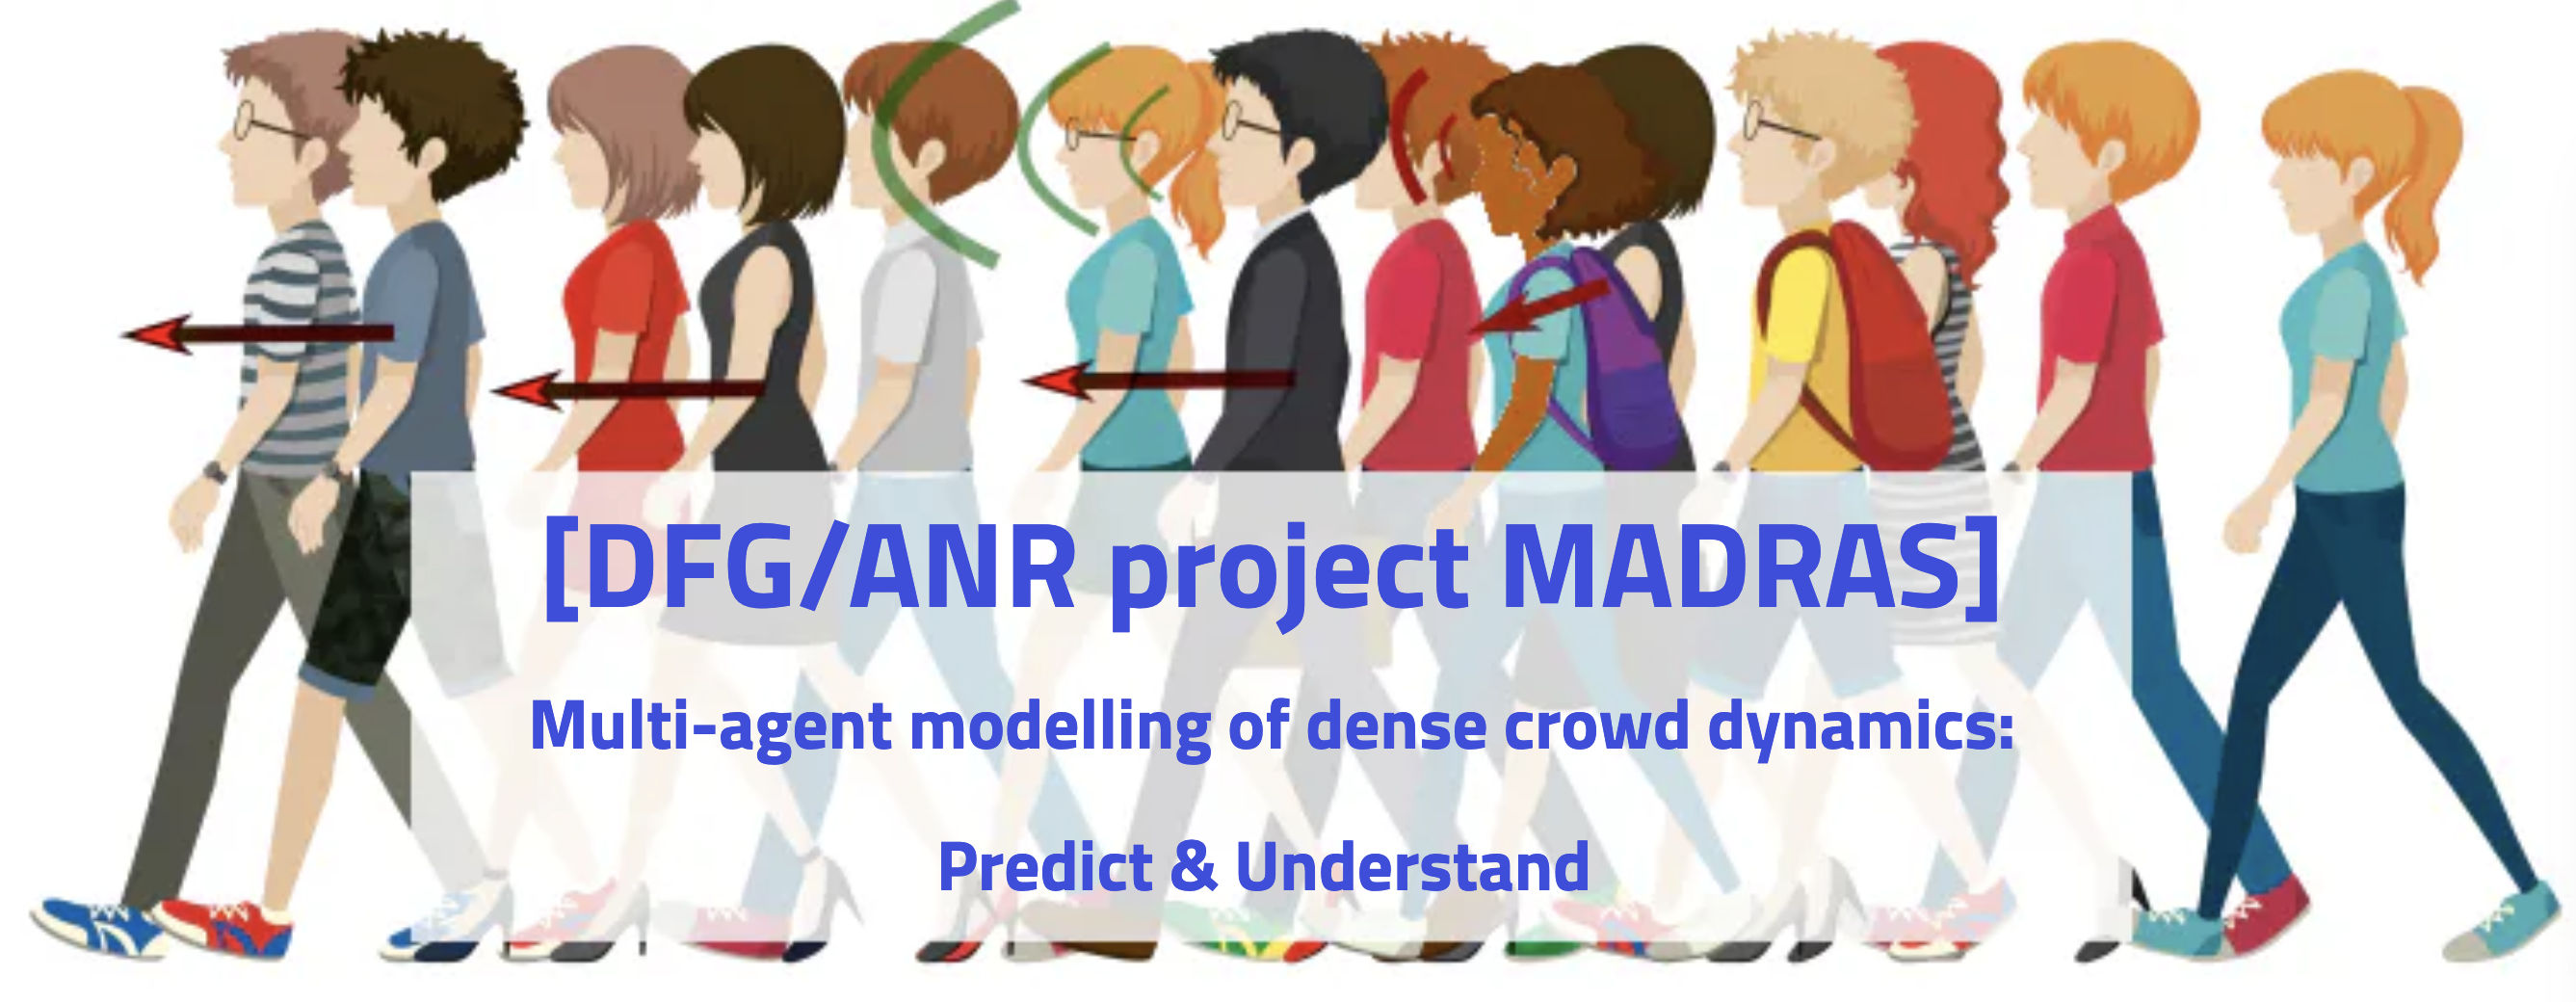 [DFG/ANR project MADRAS]
Multi-agent modelling of dense crowd dynamics:
Predict & Understand